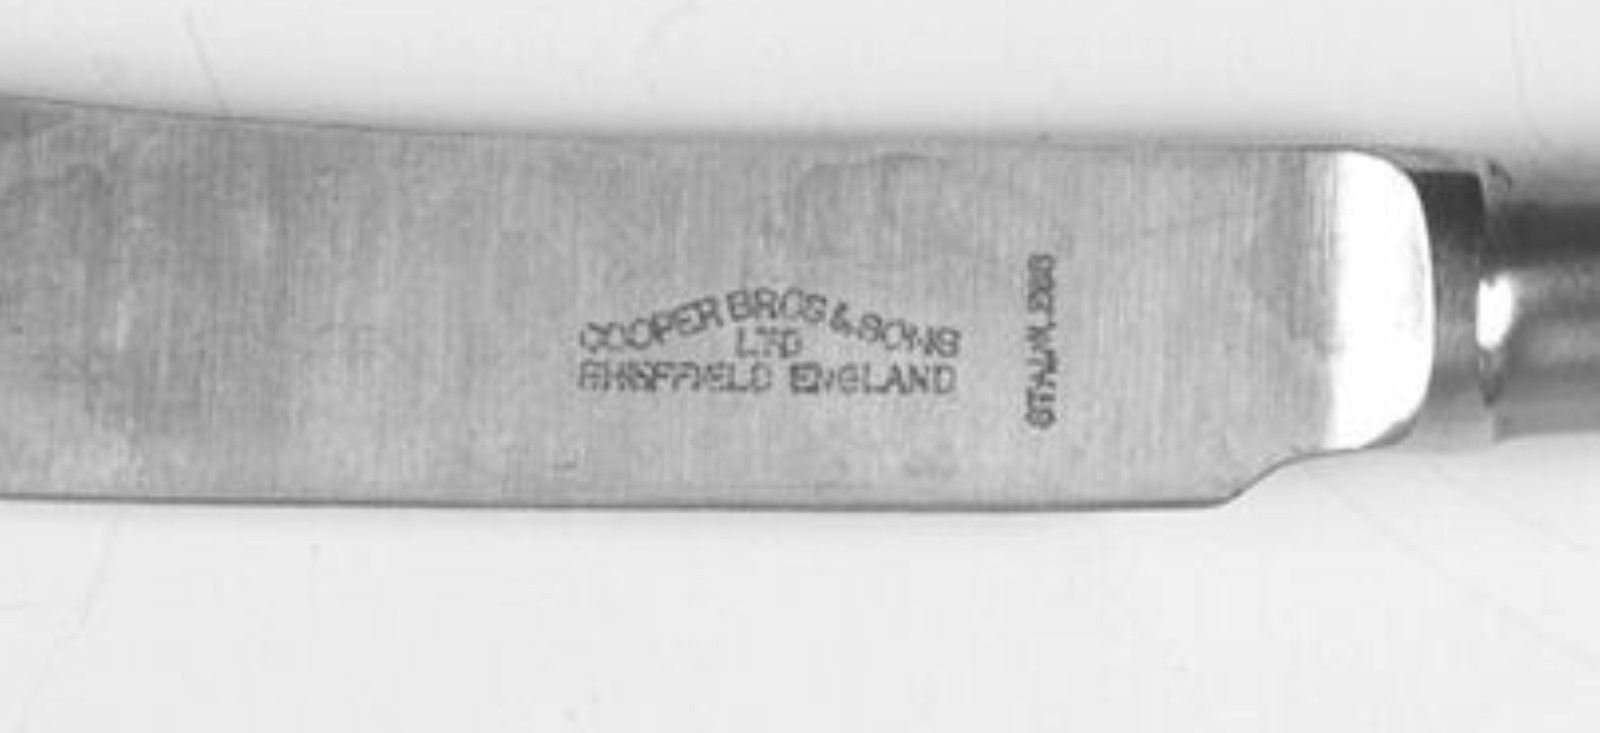 COOPER BROS & SONS
LTD
SHEFFIELD ENGLAND
STAINLESS